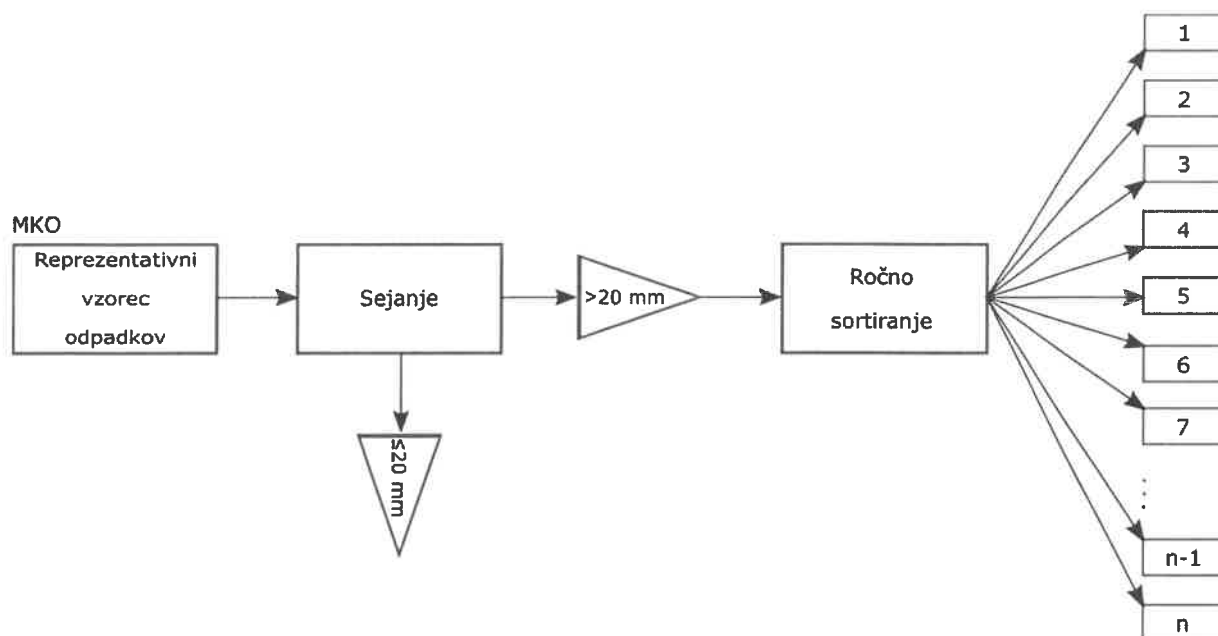 MKO
Reprezentativni
vzorec
odpadkov
Sejanje
≤20 mm
>20 mm
Ročno
sortiranje
1
2
3
4
5
6
7
n-1
n